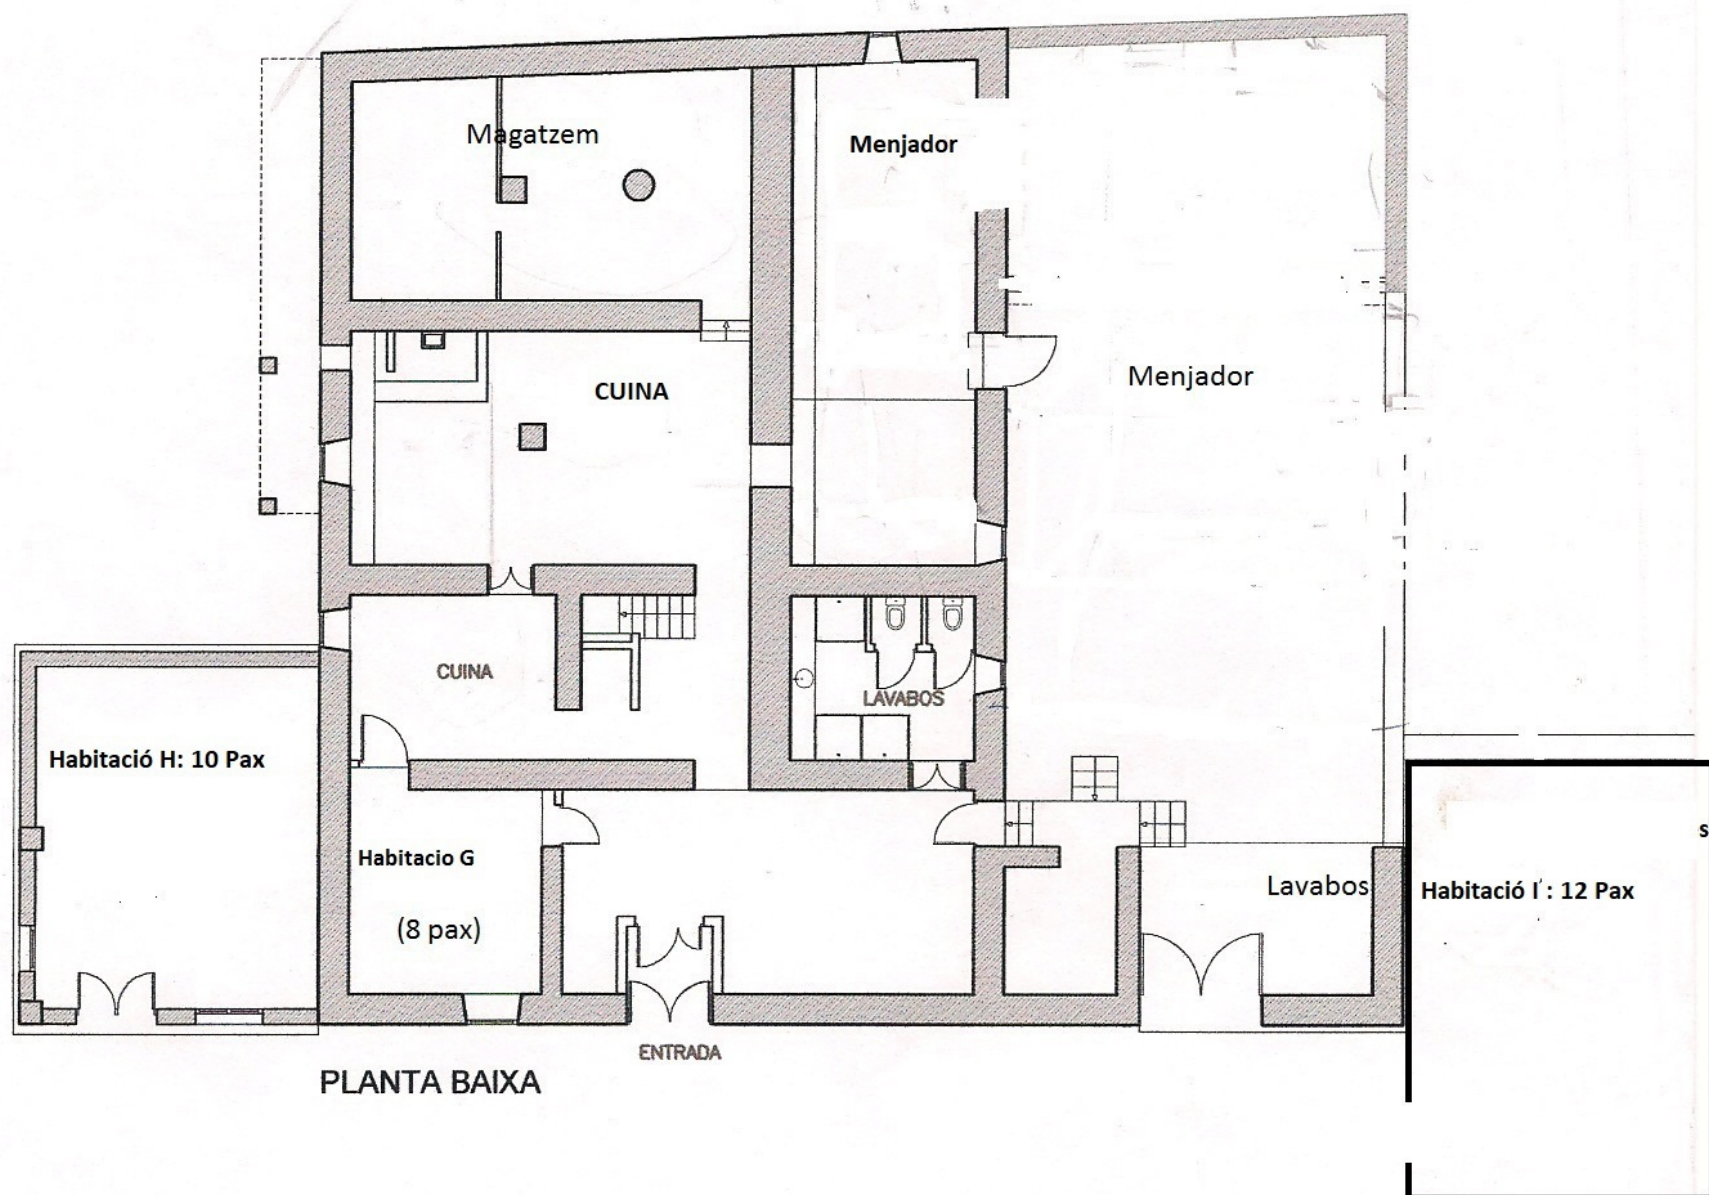 Magatzem
Menjador
CUINA
Menjador
CUINA
LAVABOS
Habitació H: 10 Pax
Habitacio G
(8 pax)
Lavabos
Habitació I : 12 Pax
s
ENTRADA
PLANTA BAIXA